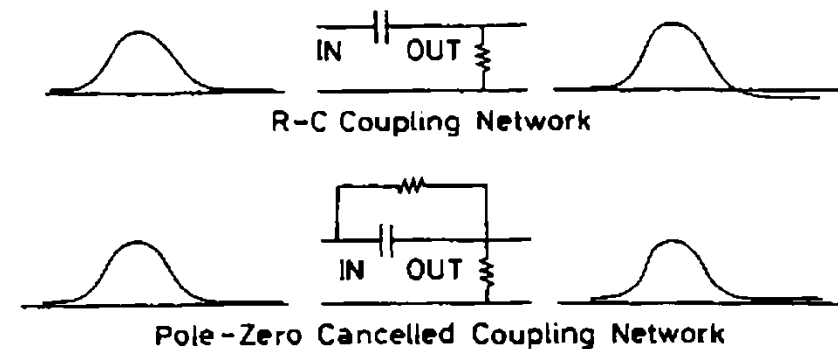 IN OUT
R-C Coupling Network
IN OUT
Pole-Zero Cancelled Coupling Network